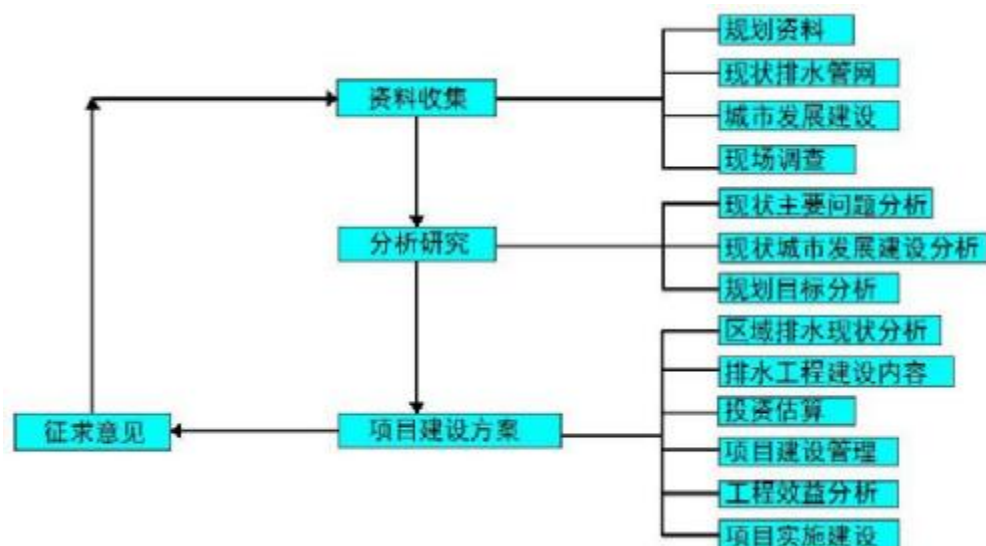 规划资料
现状排水管网
资料收集
城市发展建设
现场调查
现状主要问题分析
分析研究
现状城市发展建设分析
规划目标分析
区域排水现状分析
排水工程建设内容
投资估算
征求意见
项目建设方案
项目建设管理
工程效益分析
项目实施建设